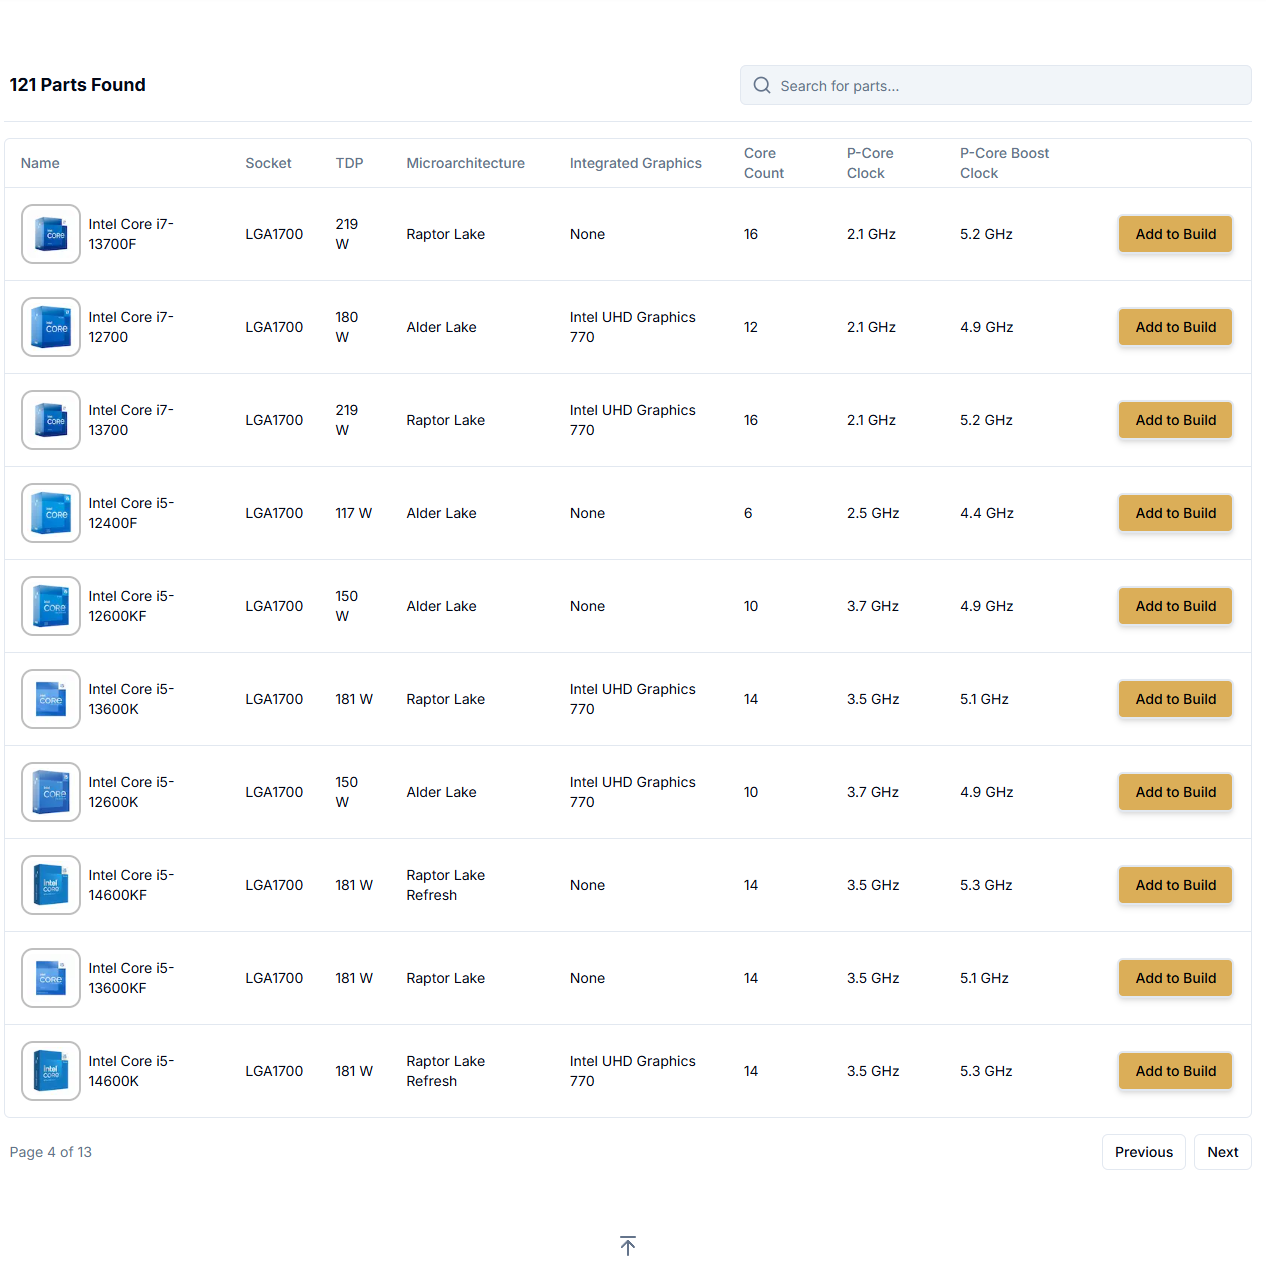 121 Parts Found
Search for parts...
Name Socket TDP Microarchitecture Integrated Graphics Core Count P-Core Clock P-Core Boost Clock
Intel Core i7-13700F LGA1700 219 W Raptor Lake None 16 2.1 GHz 5.2 GHz Add to Build
Intel Core i7-12700 LGA1700 180 W Alder Lake Intel UHD Graphics 770 12 2.1 GHz 4.9 GHz Add to Build
Intel Core i7-13700 LGA1700 219 W Raptor Lake Intel UHD Graphics 770 16 2.1 GHz 5.2 GHz Add to Build
Intel Core i5-12400F LGA1700 117 W Alder Lake None 6 2.5 GHz 4.4 GHz Add to Build
Intel Core i5-12600KF LGA1700 150 W Alder Lake None 10 3.7 GHz 4.9 GHz Add to Build
Intel Core i5-13600K LGA1700 181 W Raptor Lake Intel UHD Graphics 770 14 3.5 GHz 5.1 GHz Add to Build
Intel Core i5-12600K LGA1700 150 W Alder Lake Intel UHD Graphics 770 10 3.7 GHz 4.9 GHz Add to Build
Intel Core i5-14600KF LGA1700 181 W Raptor Lake Refresh None 14 3.5 GHz 5.3 GHz Add to Build
Intel Core i5-13600KF LGA1700 181 W Raptor Lake None 14 3.5 GHz 5.1 GHz Add to Build
Intel Core i5-14600K LGA1700 181 W Raptor Lake Refresh Intel UHD Graphics 770 14 3.5 GHz 5.3 GHz Add to Build
Page 4 of 13
Previous Next